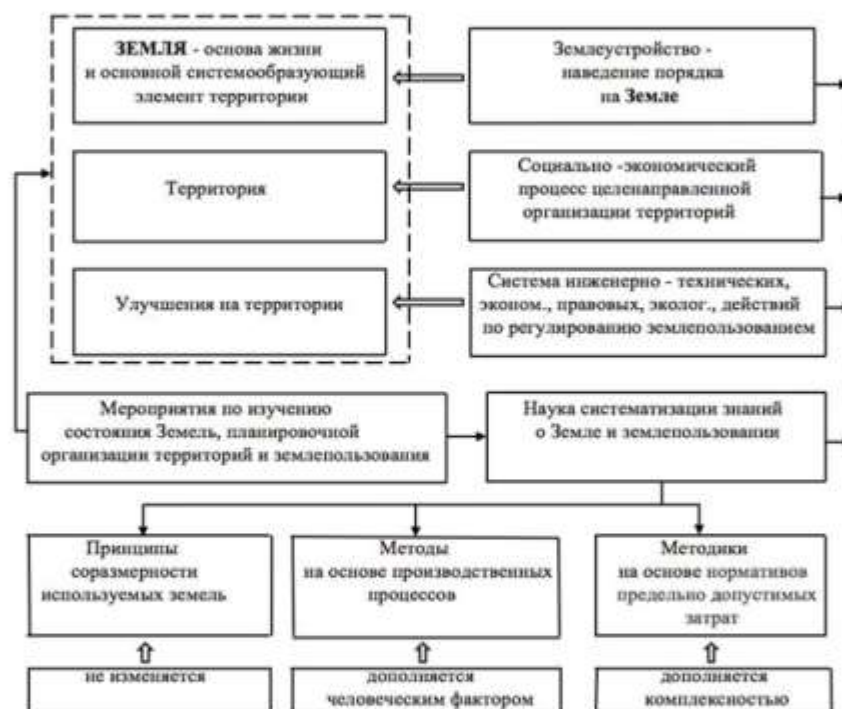 ЗЕМЛЯ - основа жизни
и основной системообразующий
элемент территории
Землеустройство -
наведение порядка
на Земле
Территория
Социально -экономический
процесс целенаправленной
организации территорий
Улучшения на территории
Система инженерно - технических,
эконом., правовых, эколог., действий
по регулированию землепользованием
Мероприятия по изучению
состояния Земель, планировочной
организации территорий и землепользования
Наука систематизации знаний
о Земле и землепользовании
Принципы
соразмерности
используемых земель
Методы
на основе производственных
процессов
Методики
на основе нормативов
предельно допустимых
затрат
не изменяется
дополняется
человеческим фактором
дополняется
комплексностью